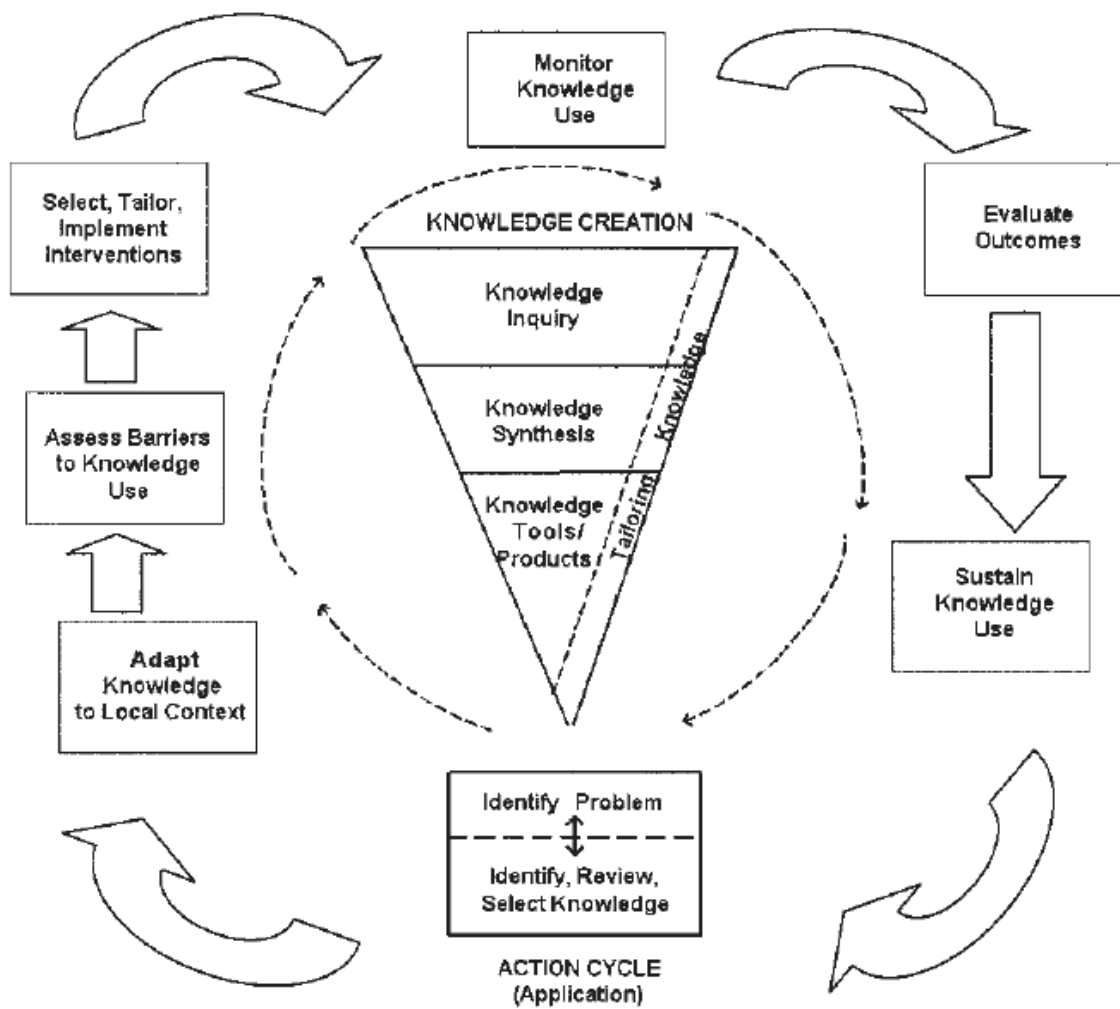 Monitor
Knowledge
Use
Select, Tailor,
Implement
Interventions
Evaluate
Outcomes
KNOWLEDGE CREATION
Knowledge
Inquiry
Knowledge
Synthesis
Knowledge
Tools/
Products
Tailoring Knowledge
Assess Barriers
to Knowledge
Use
Sustain
Knowledge
Use
Adapt
Knowledge
to Local Context
Identify Problem
Identify, Review,
Select Knowledge
ACTION CYCLE
(Application)